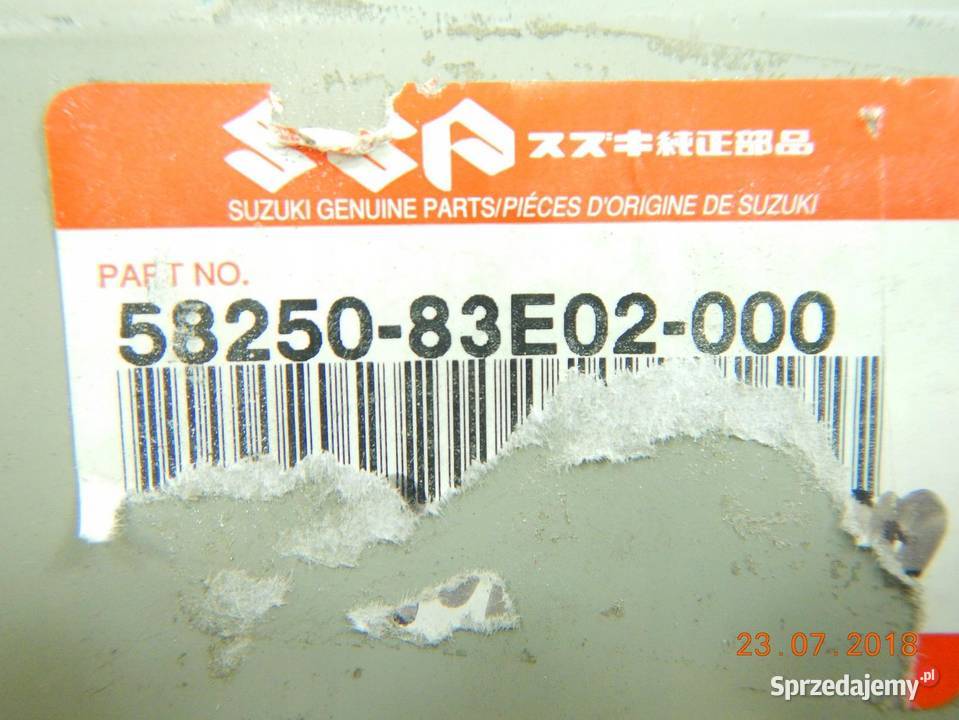 スズキ純正部品
SUZUKI GENUINE PARTS/PIÉCES D'ORIGINE DE SUZUKI
PART NO.
58250-83E02-000
23.07.2018
Sprzedajemy.pl